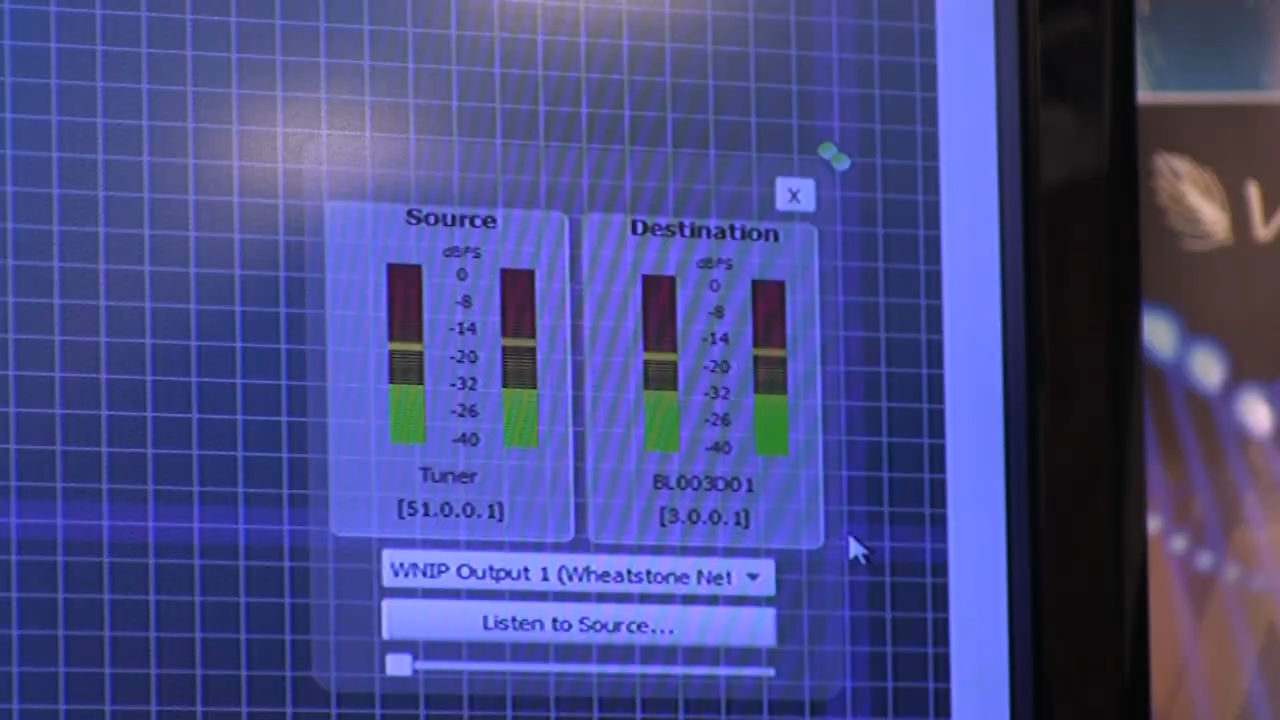 X
Source
Destination
dBFS
0
-8
-14
-20
-32
-26
-40
dBFS
0
-8
-14
-20
-32
-26
-40
Tuner
[51.0.0.1]
BL003D01
[3.0.0.1]
WNIP Output 1 (Wheatstone Net
Listen to Source...